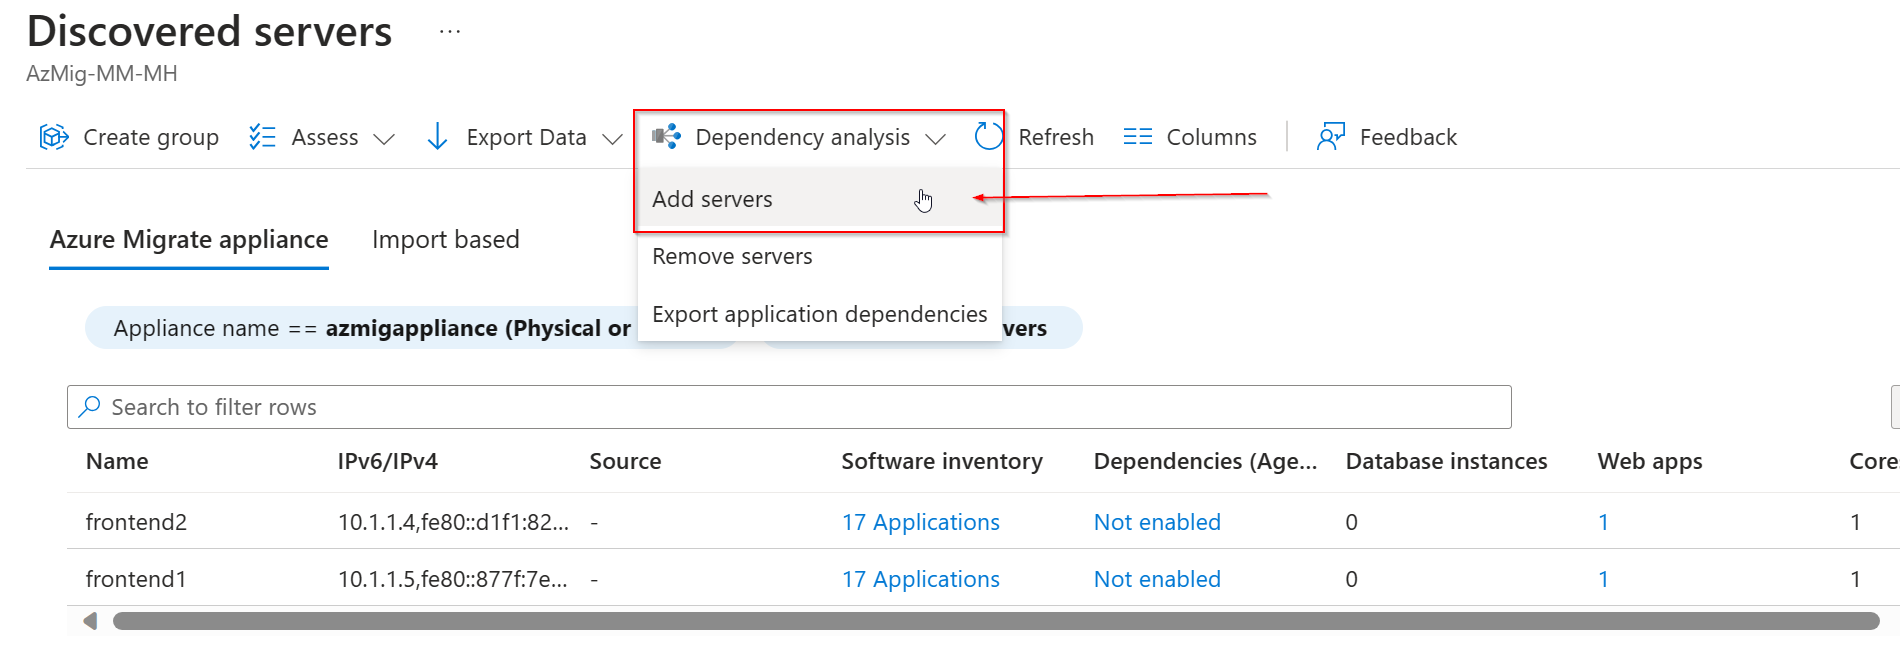 Discovered servers ...
AzMig-MM-MH
Create group Assess Export Data Dependency analysis Refresh Columns Feedback
Add servers
Azure Migrate appliance Import based
Remove servers
Export application dependencies
Appliance name == azmigappliance (Physical or vers
Search to filter rows
Name IPv6/IPv4 Source Software inventory Dependencies (Age... Database instances Web apps Core
frontend2 10.1.1.4,fe80::d1f1:82... - 17 Applications Not enabled 0 1 1
frontend1 10.1.1.5,fe80::877f:7e... - 17 Applications Not enabled 0 1 1